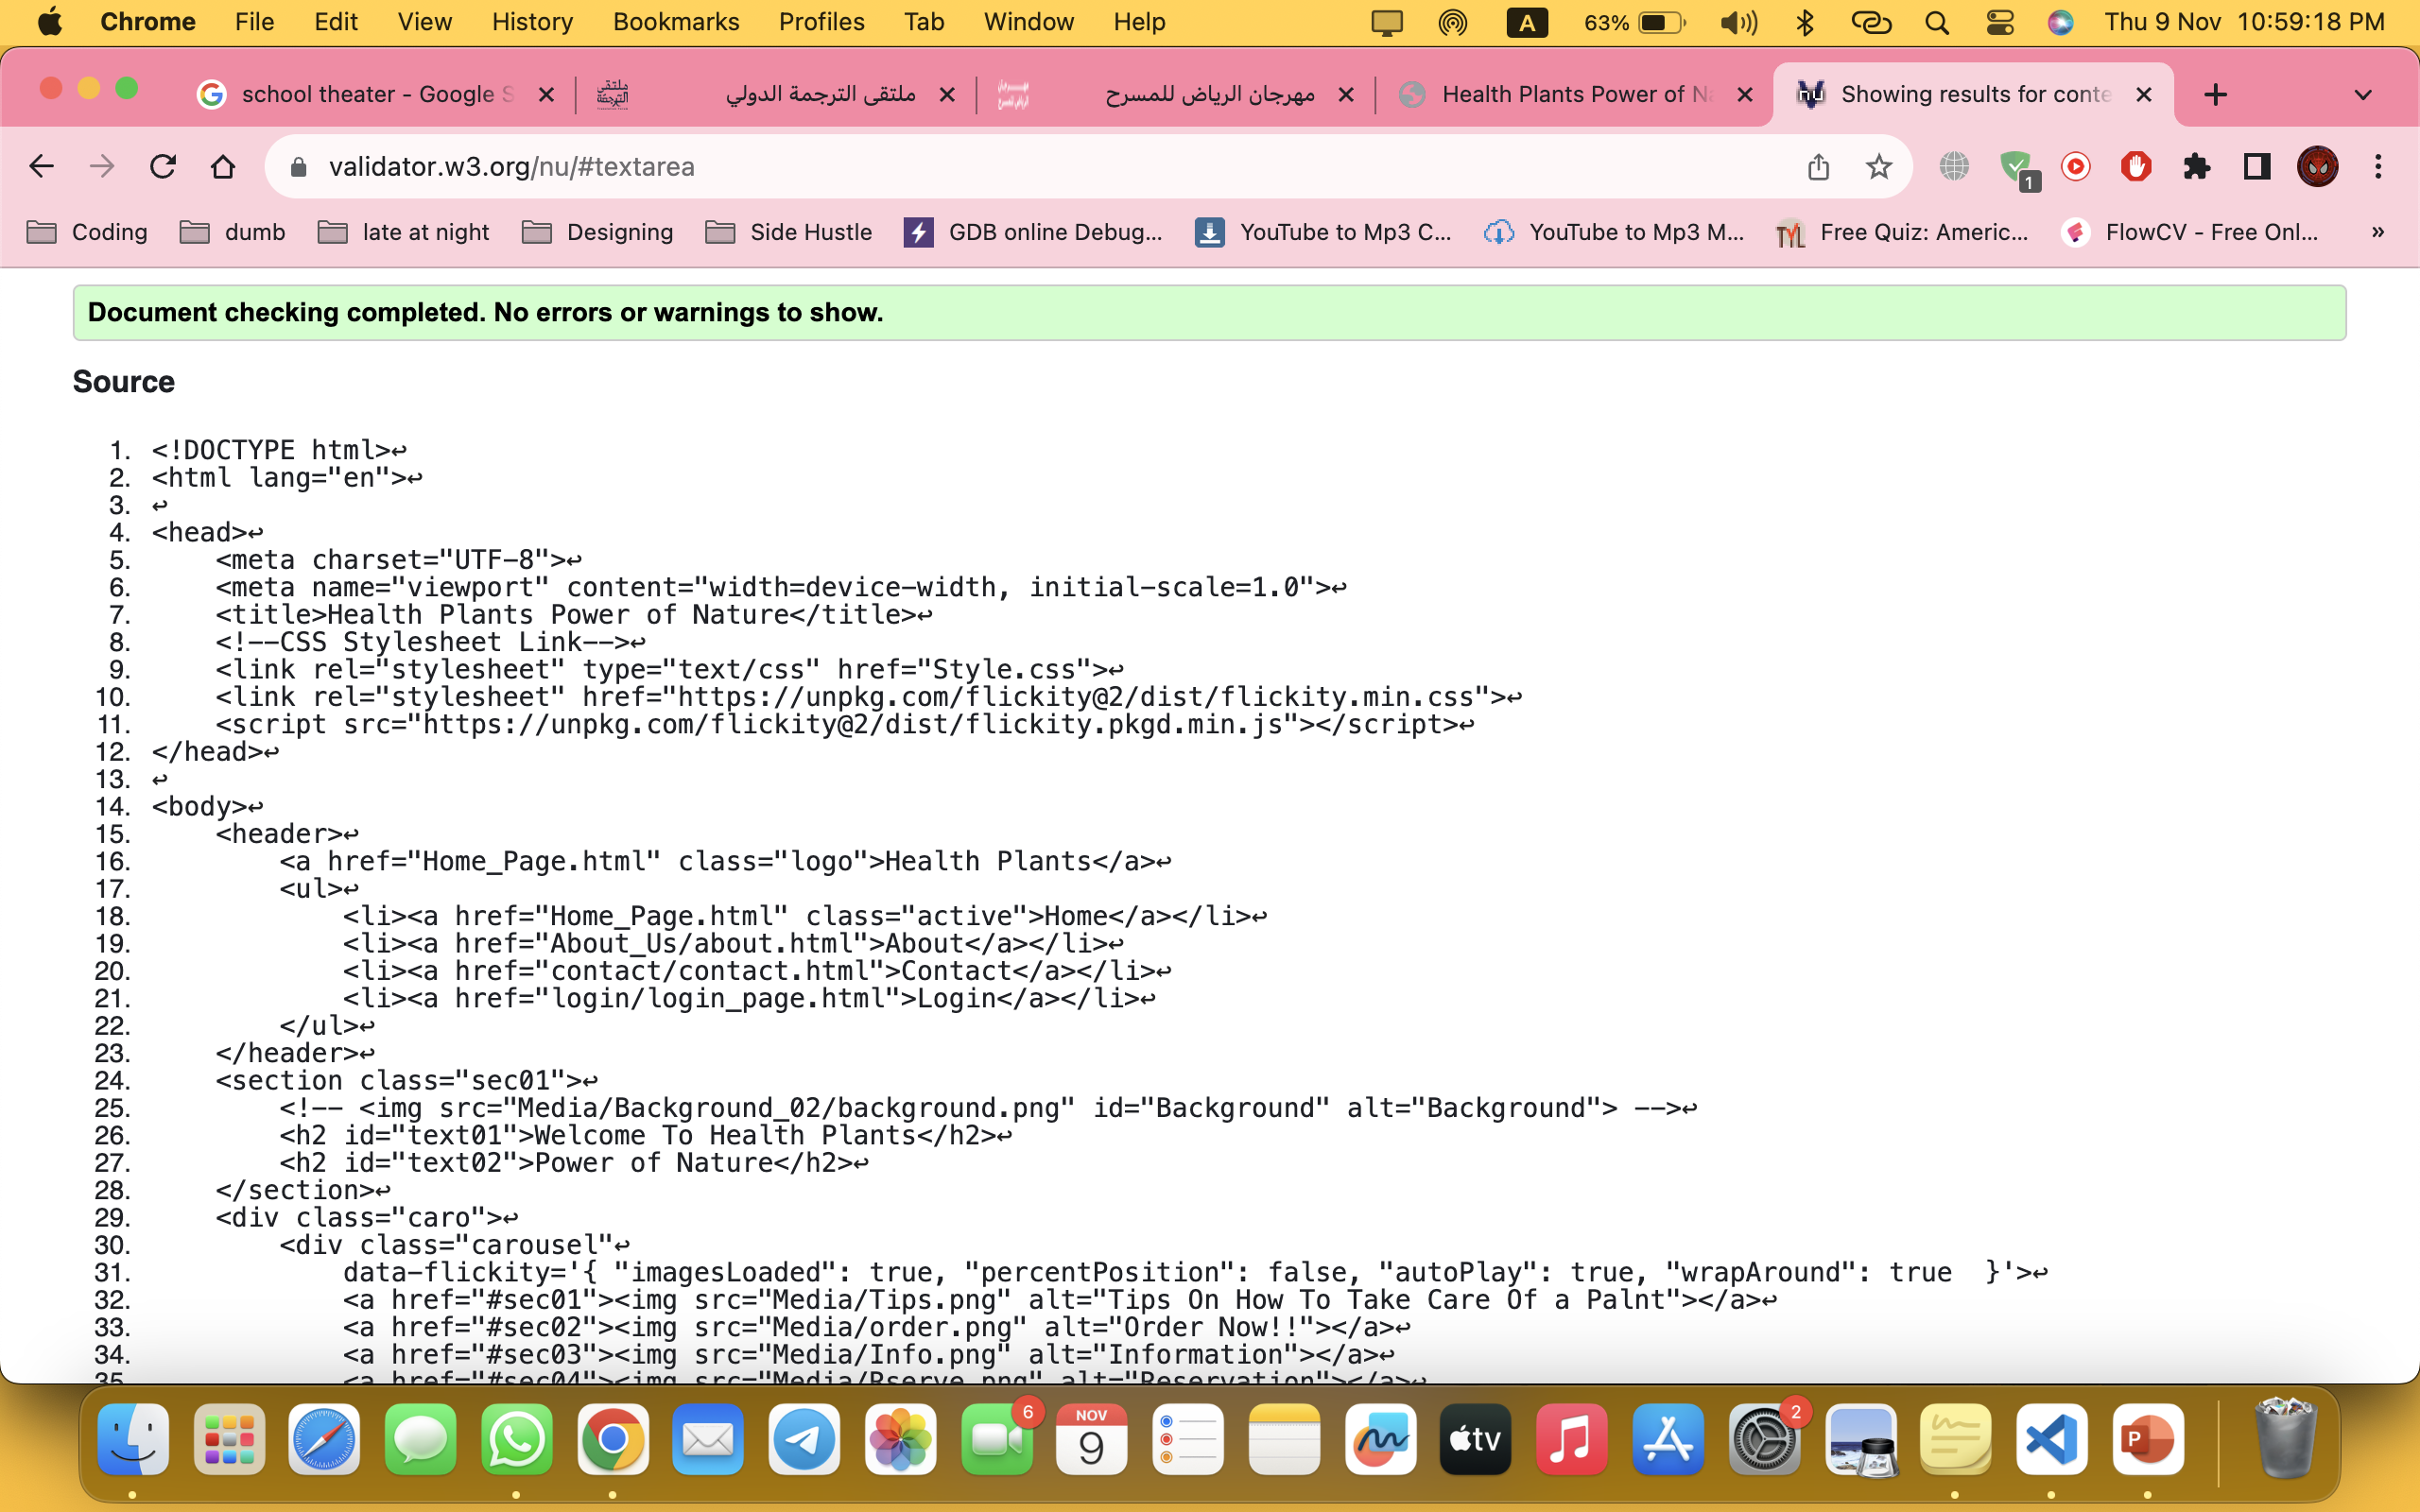 Chrome File Edit View History Bookmarks Profiles Tab Window Help A 63% Thu 9 Nov 10:59:18 PM
school theater - Google S ملتقى الترجمة الدولي مهرجان الرياض للمسرح Health Plants Power of Na Showing results for conte
validator.w3.org/nu/#textarea 1
Coding dumb late at night Designing Side Hustle GDB online Debug... YouTube to Mp3 C... YouTube to Mp3 M... Free Quiz: Americ... FlowCV - Free Onl... »
Document checking completed. No errors or warnings to show.
Source
1. <!DOCTYPE html>↩
2. <html lang="en">↩
3. ↩
4. <head>↩
5. <meta charset="UTF-8">↩
6. <meta name="viewport" content="width=device-width, initial-scale=1.0">↩
7. <title>Health Plants Power of Nature</title>↩
8. <!--CSS Stylesheet Link-->↩
9. <link rel="stylesheet" type="text/css" href="Style.css">↩
10. <link rel="stylesheet" href="https://unpkg.com/flickity@2/dist/flickity.min.css">↩
11. <script src="https://unpkg.com/flickity@2/dist/flickity.pkgd.min.js"></script>↩
12. </head>↩
13. ↩
14. <body>↩
15. <header>↩
16. <a href="Home_Page.html" class="logo">Health Plants</a>↩
17. <ul>↩
18. <li><a href="Home_Page.html" class="active">Home</a></li>↩
19. <li><a href="About_Us/about.html">About</a></li>↩
20. <li><a href="contact/contact.html">Contact</a></li>↩
21. <li><a href="login/login_page.html">Login</a></li>↩
22. </ul>↩
23. </header>↩
24. <section class="sec01">↩
25. <!-- <img src="Media/Background_02/background.png" id="Background" alt="Background"> -->↩
26. <h2 id="text01">Welcome To Health Plants</h2>↩
27. <h2 id="text02">Power of Nature</h2>↩
28. </section>↩
29. <div class="caro">↩
30. <div class="carousel"↩
31. data-flickity='{ "imagesLoaded": true, "percentPosition": false, "autoPlay": true, "wrapAround": true  }'>↩
32. <a href="#sec01"><img src="Media/Tips.png" alt="Tips On How To Take Care Of a Palnt"></a>↩
33. <a href="#sec02"><img src="Media/order.png" alt="Order Now!!"></a>↩
34. <a href="#sec03"><img src="Media/Info.png" alt="Information"></a>↩
35. <a href="#sec04"><img src="Media/Rserve.png" alt="Reservation"></a>↩
6 NOV 9 tv 2 P